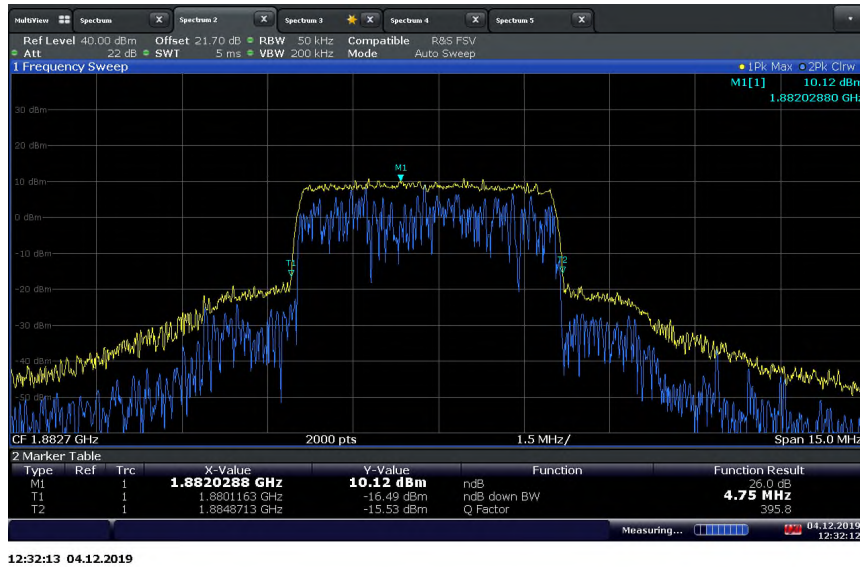 MultiView Spectrum X Spectrum 2 X Spectrum 3 X Spectrum 4 X Spectrum 5 X
Ref Level 40.00 dBm Offset 21.70 dB RBW 50 kHz Compatible R&S FSV
Att 22 dB SWT 5 ms VBW 200 kHz Mode Auto Sweep
1 Frequency Sweep 1Pk Max 2Pk Clrw
M1[1] 10.12 dBm
1.88202880 GHz
30 dBm
20 dBm
M1
10 dBm
0 dBm
-10 dBm
T1 T2
-20 dBm
-30 dBm
-40 dBm
-50 dBm
CF 1.8827 GHz 2000 pts 1.5 MHz/ Span 15.0 MHz
2 Marker Table
Type Ref Trc X-Value Y-Value Function Function Result
M1 1 1.8820288 GHz 10.12 dBm ndB 26.0 dB
T1 1 1.8801163 GHz -16.49 dBm ndB down BW 4.75 MHz
T2 1 1.8848713 GHz -15.53 dBm Q Factor 395.8
Measuring... 04.12.2019
12:32:12
12:32:13 04.12.2019